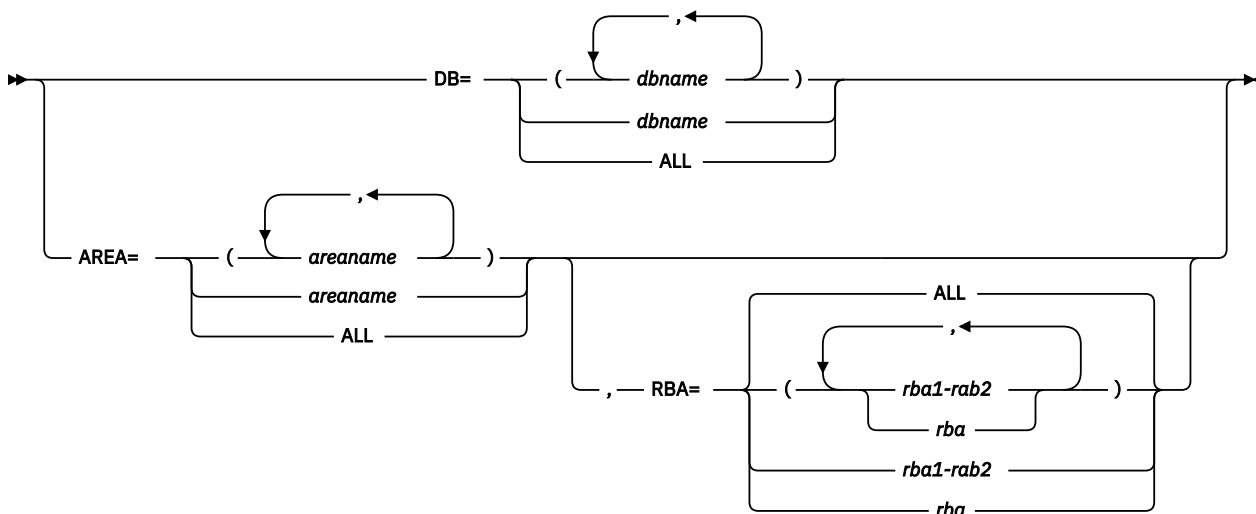 ,
DB= ( dbname )
dbname
ALL
,
AREA= ( areaname )
areaname
ALL
ALL
,
, RBA= ( rba1-rab2 )
rba
rba1-rab2
rba